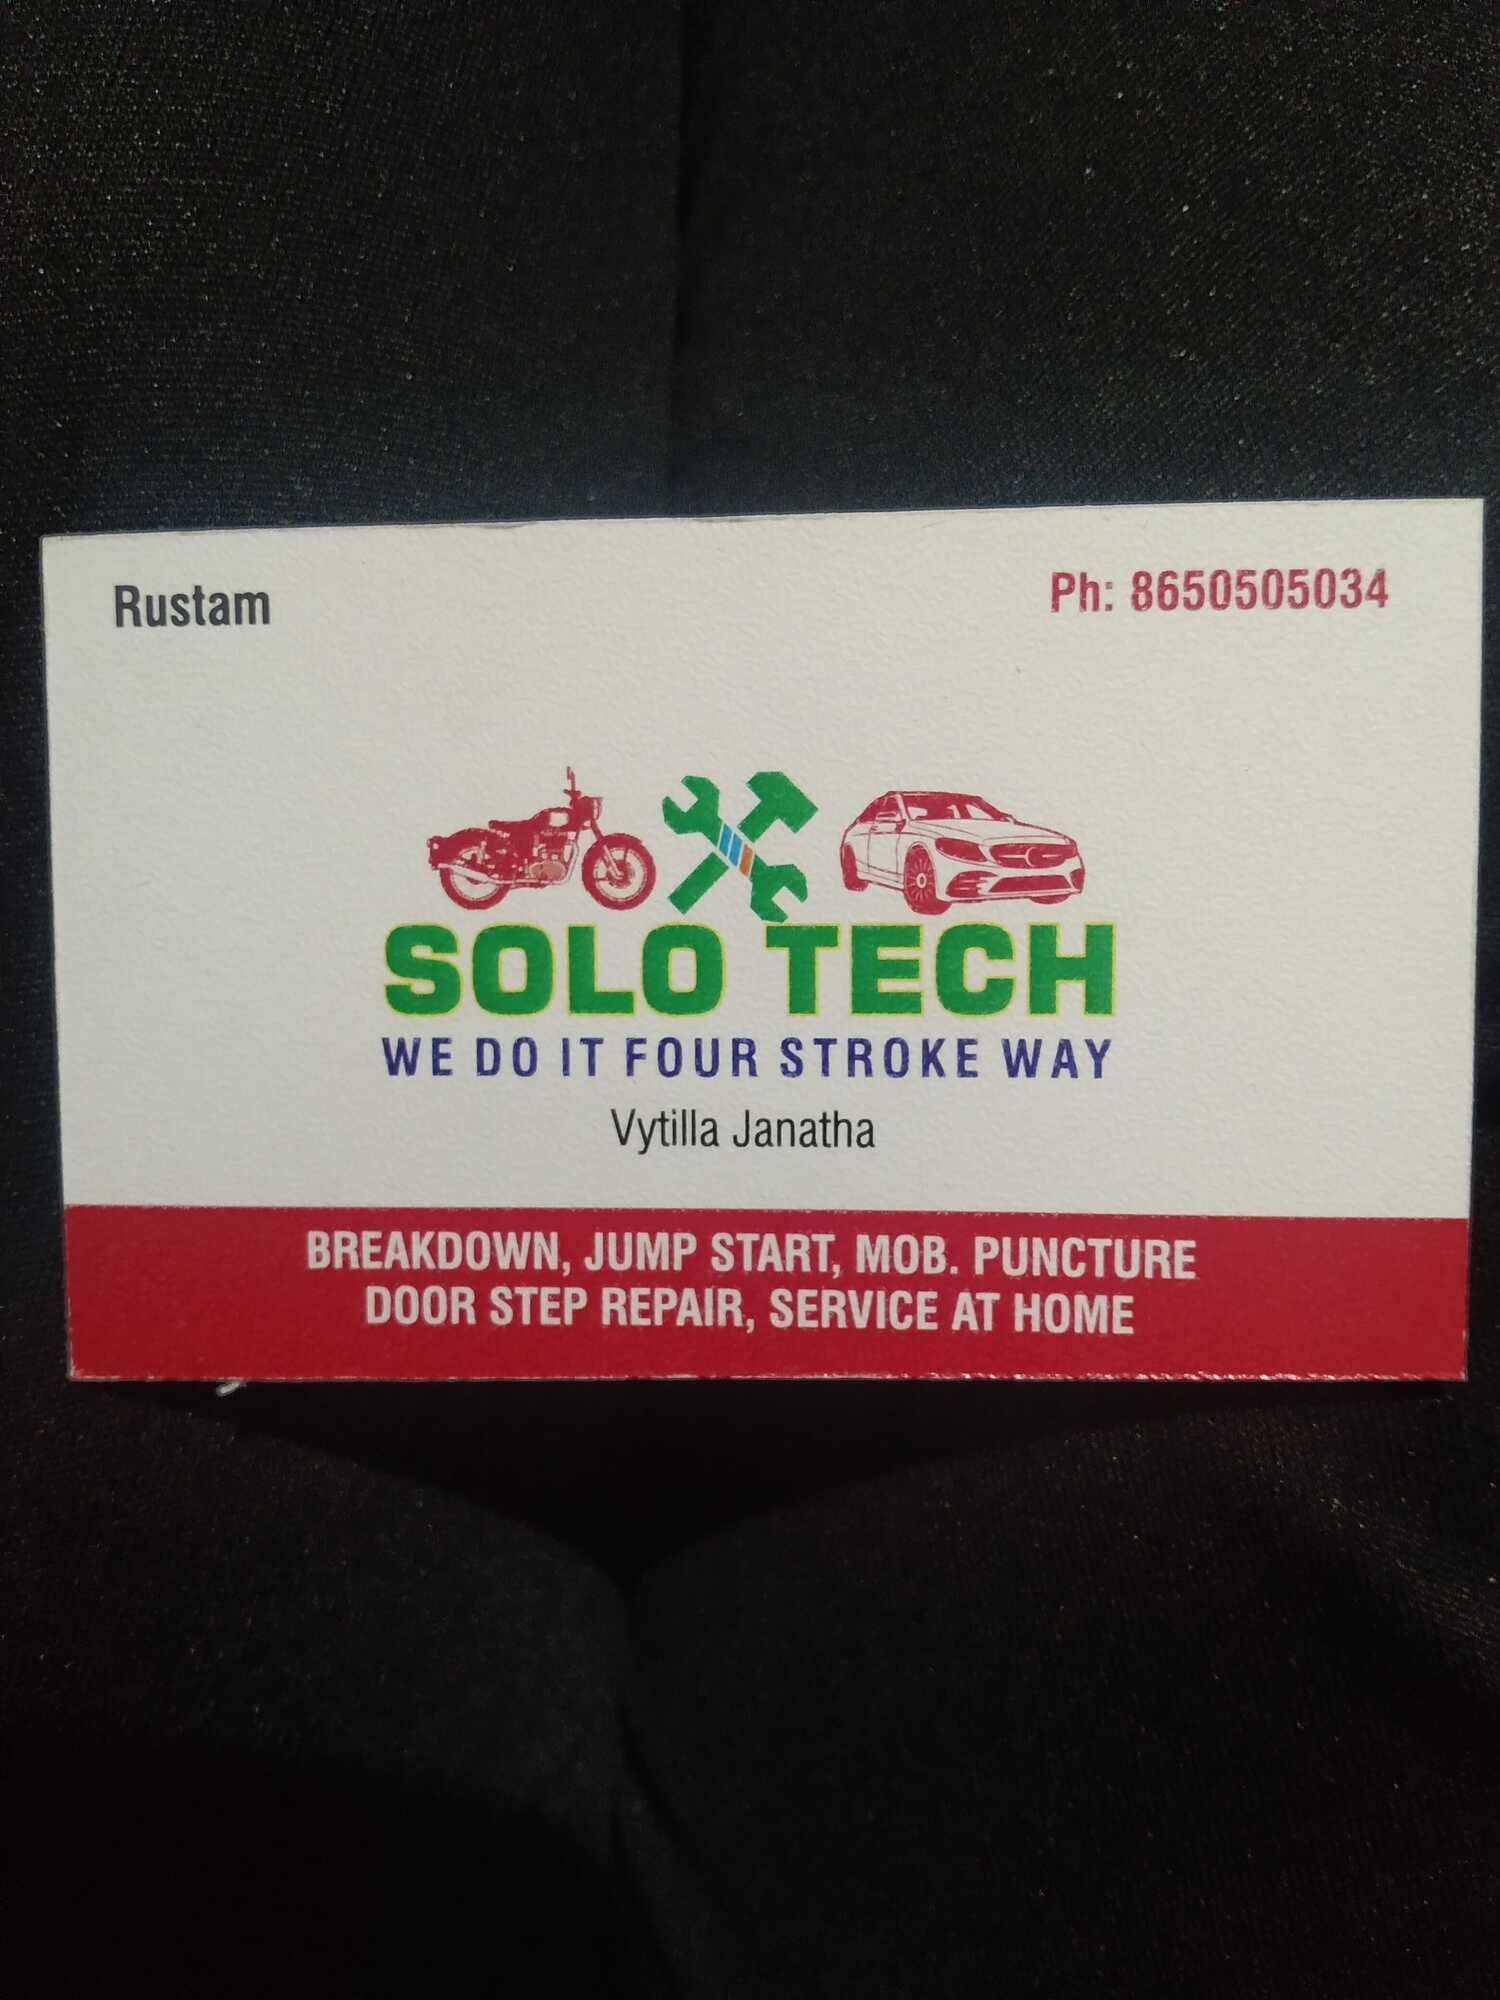 Rustam
Ph: 8650505034
SOLO TECH
WE DO IT FOUR STROKE WAY
Vytilla Janatha
BREAKDOWN, JUMP START, MOB. PUNCTURE
DOOR STEP REPAIR, SERVICE AT HOME